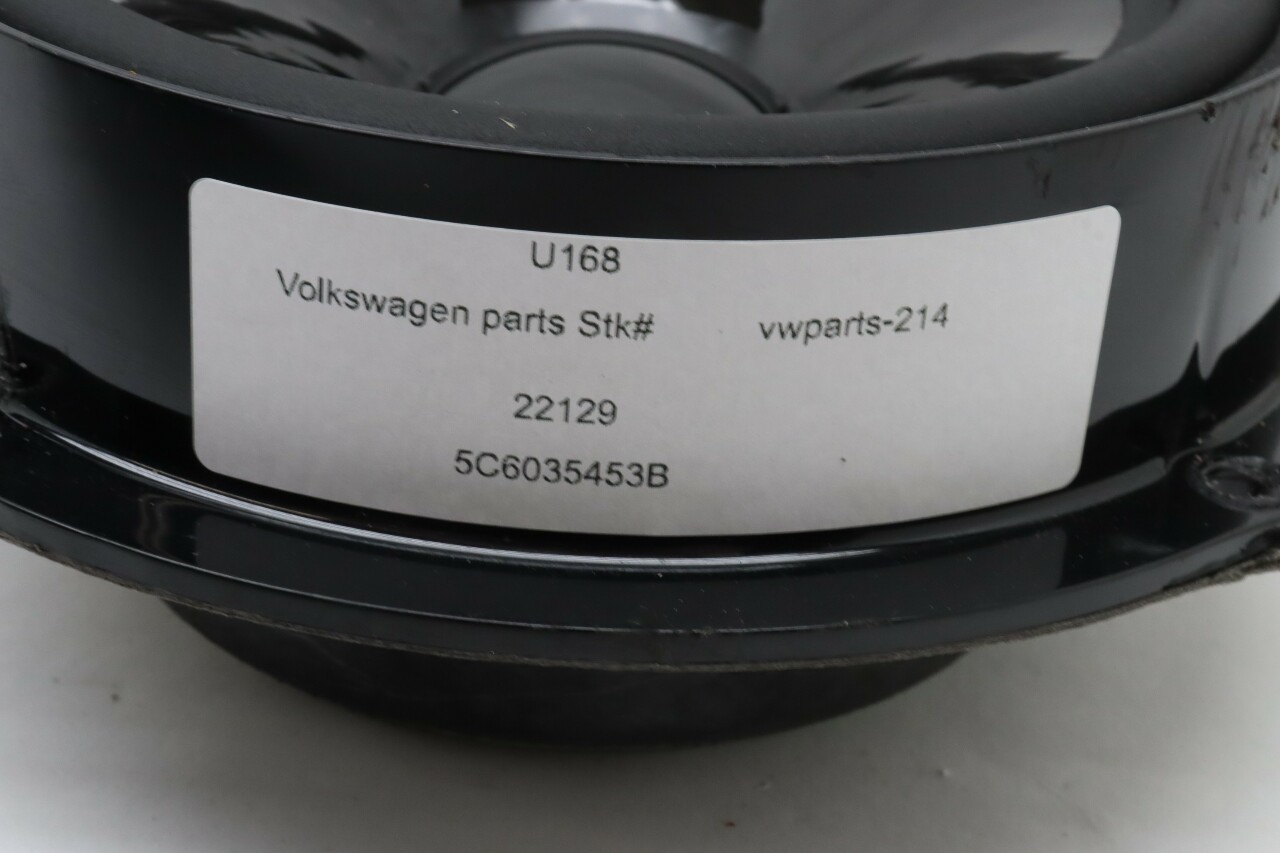 U168
Volkswagen parts Stk# vwparts-214
22129
5C6035453B